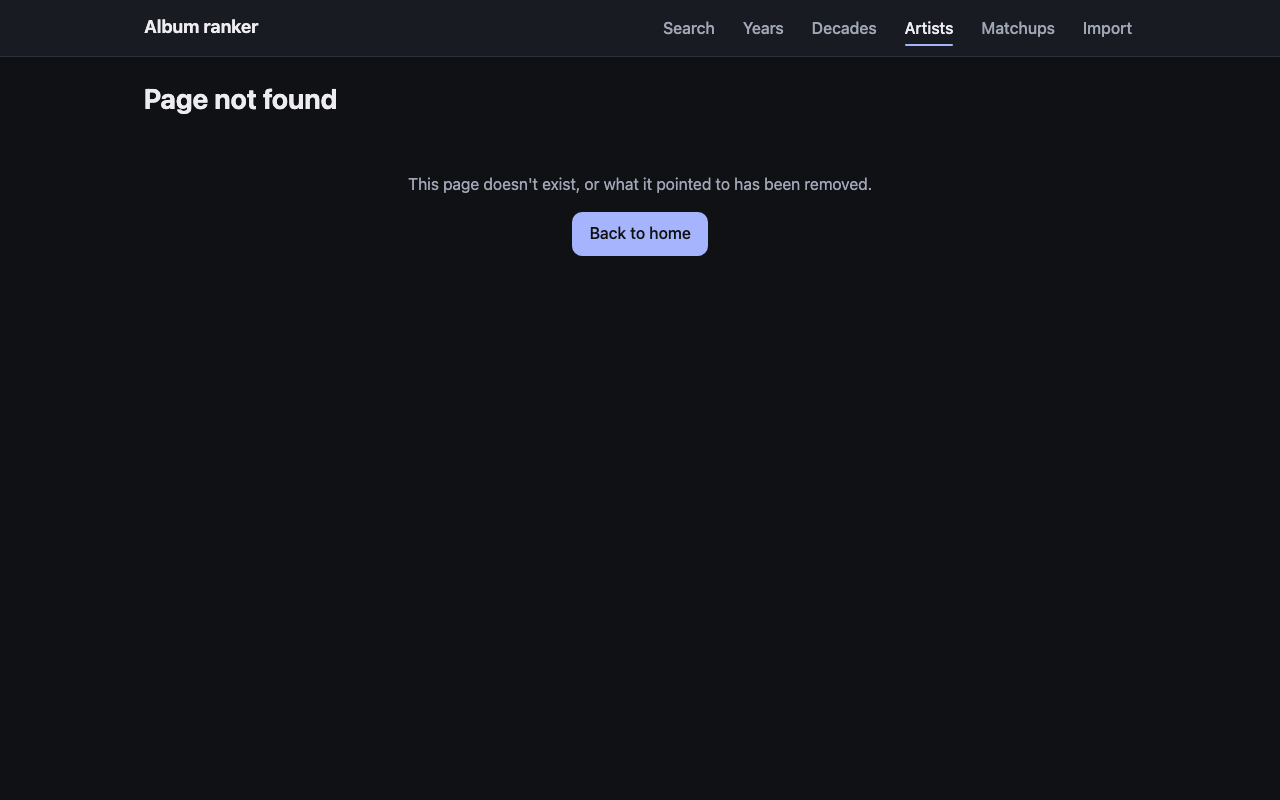 Album ranker
Search Years Decades Artists Matchups Import
Page not found
This page doesn't exist, or what it pointed to has been removed.
Back to home